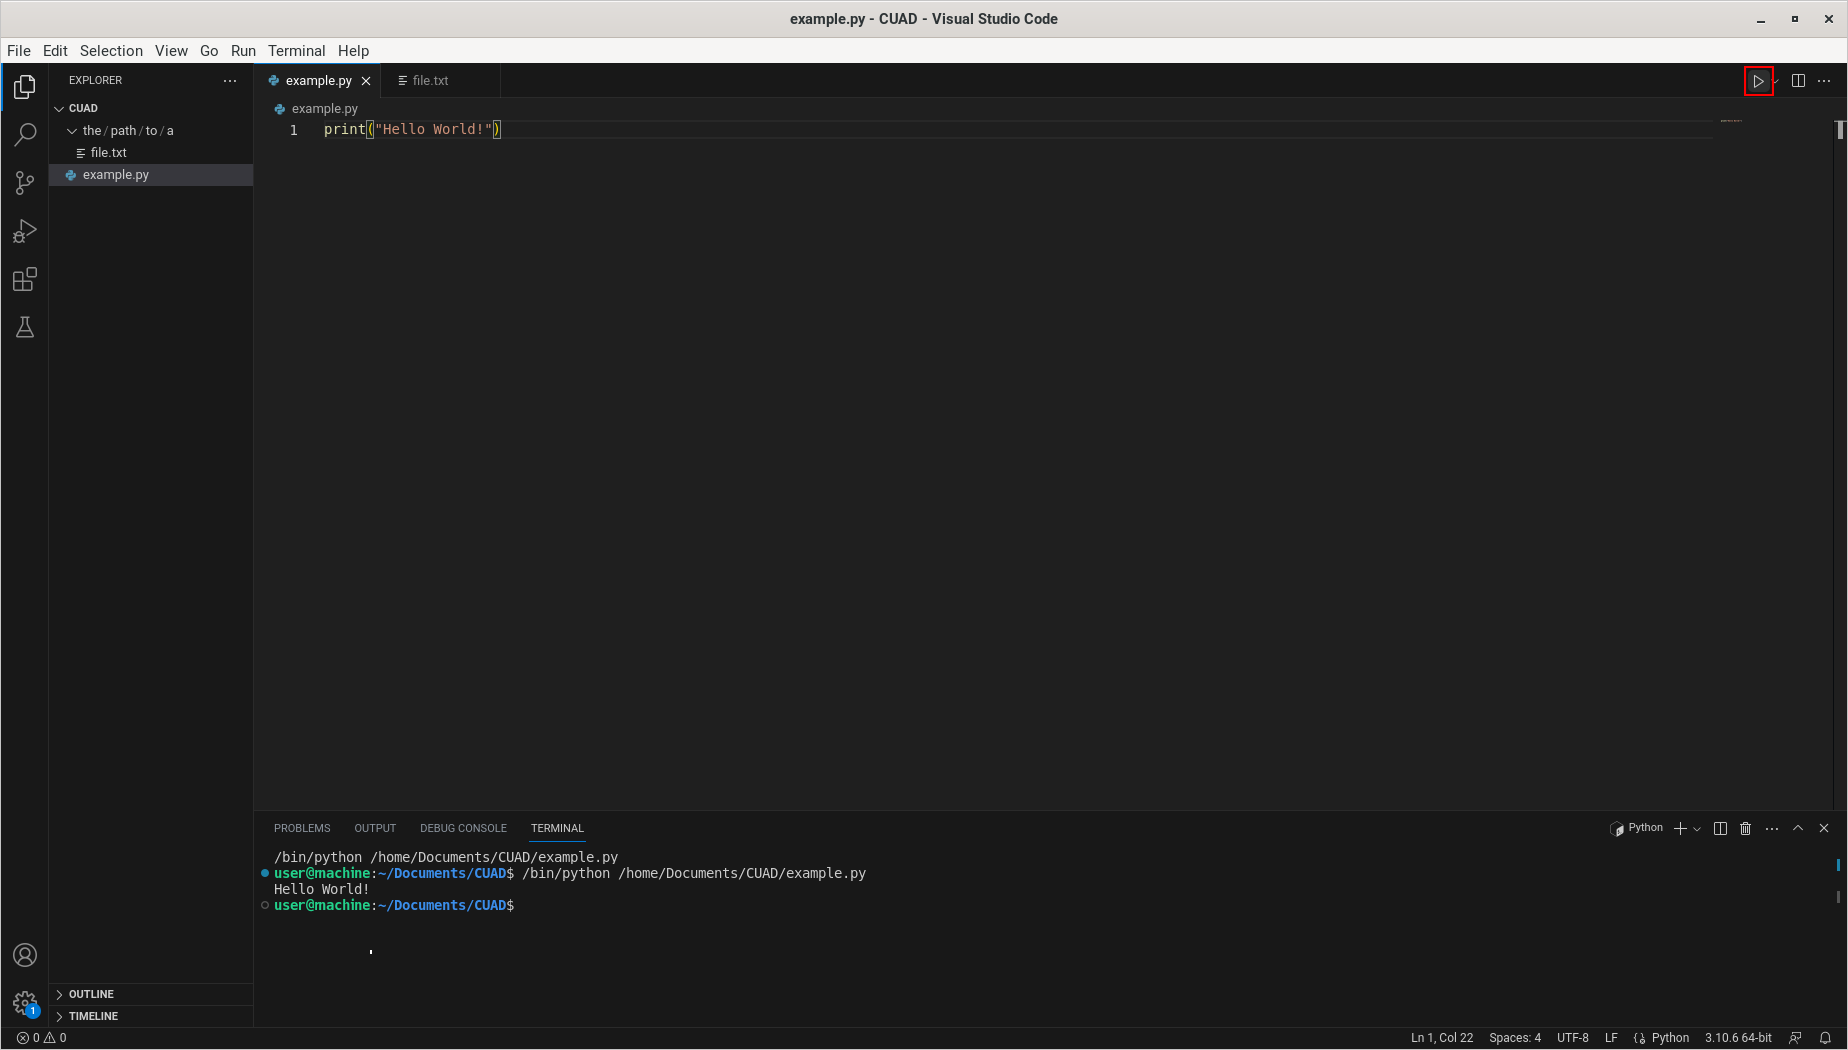 example.py - CUAD - Visual Studio Code
File Edit Selection View Go Run Terminal Help
EXPLORER
CUAD
the / path / to / a
file.txt
example.py
OUTLINE
TIMELINE
example.py file.txt
example.py
1 print("Hello World!")
PROBLEMS OUTPUT DEBUG CONSOLE TERMINAL Python
/bin/python /home/Documents/CUAD/example.py
user@machine:~/Documents/CUAD$ /bin/python /home/Documents/CUAD/example.py
Hello World!
user@machine:~/Documents/CUAD$
1
0 0 Ln 1, Col 22 Spaces: 4 UTF-8 LF Python 3.10.6 64-bit